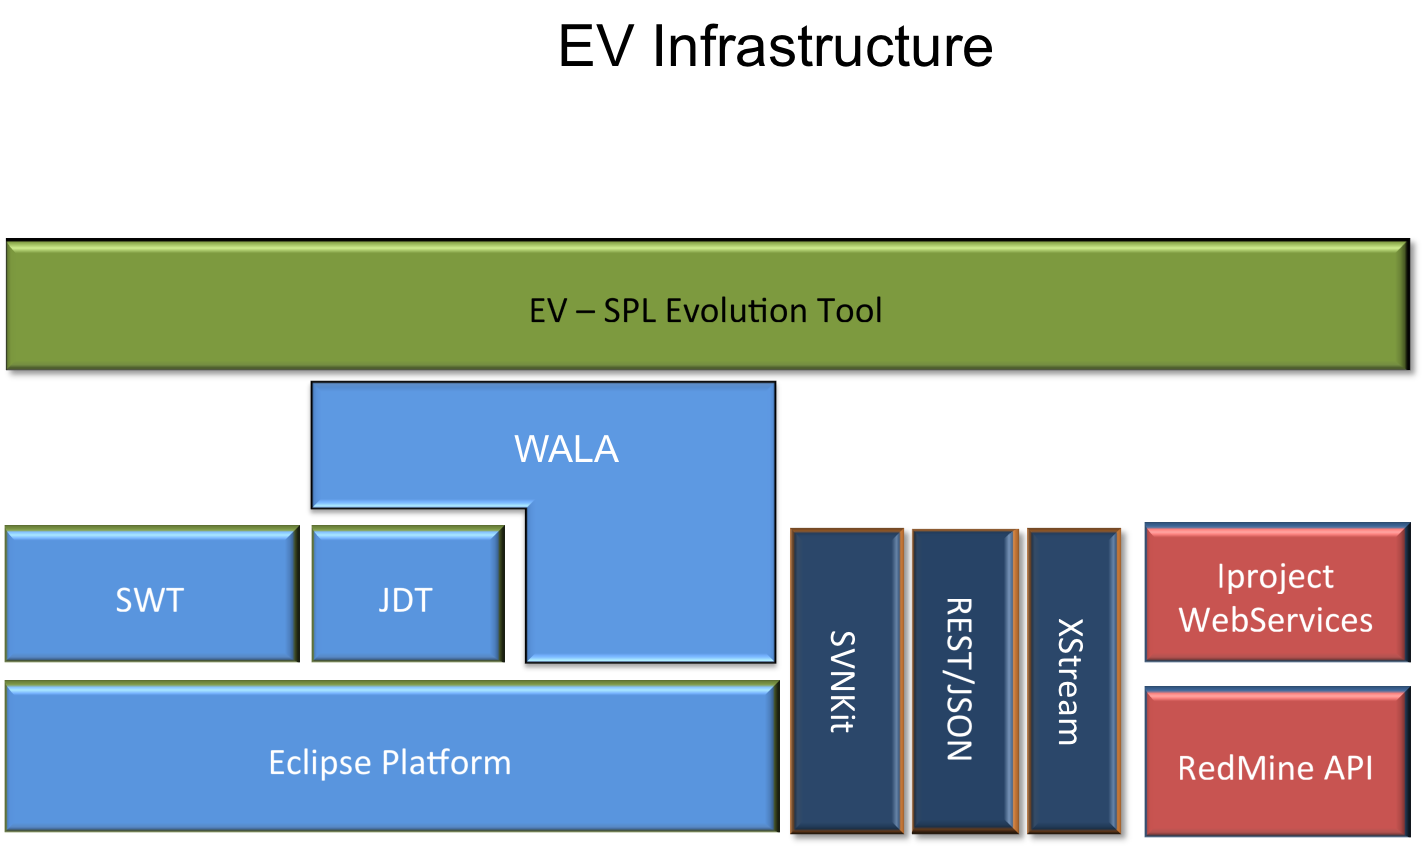 EV Infrastructure
EV – SPL Evolution Tool
WALA
SWT
JDT
Eclipse Platform
SVNKit
REST/JSON
XStream
Iproject
WebServices
RedMine API